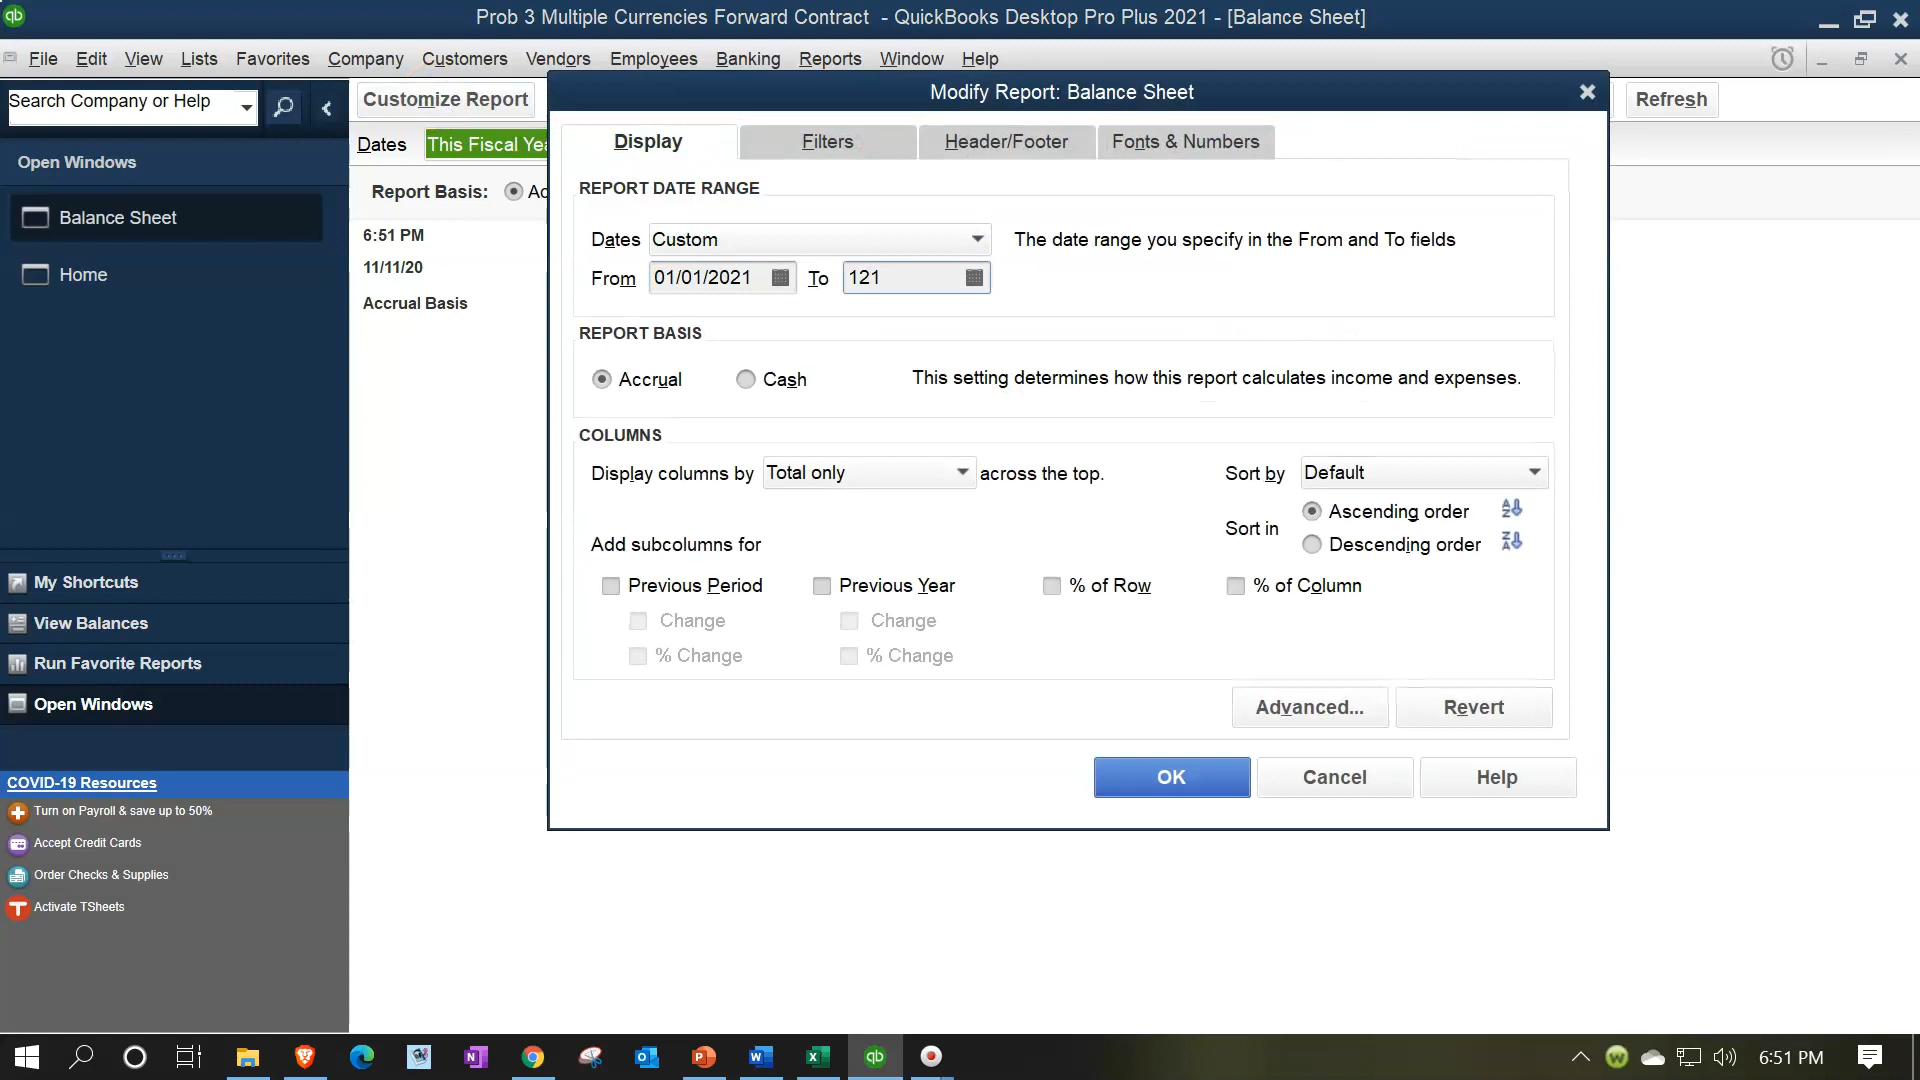 qb Prob 3 Multiple Currencies Forward Contract - QuickBooks Desktop Pro Plus 2021 - [Balance Sheet]
File Edit View Lists Favorites Company Customers Vendors Employees Banking Reports Window Help
Search Company or Help
Customize Report
Modify Report: Balance Sheet
Refresh
Dates This Fiscal Yea
Display Filters Header/Footer Fonts & Numbers
Open Windows
Report Basis: Ac
REPORT DATE RANGE
Balance Sheet
6:51 PM
Dates Custom The date range you specify in the From and To fields
Home
11/11/20
From 01/01/2021 To 121
Accrual Basis
REPORT BASIS
Accrual Cash This setting determines how this report calculates income and expenses.
COLUMNS
Display columns by Total only across the top. Sort by Default
Sort in Ascending order
Descending order
Add subcolumns for
Previous Period Previous Year % of Row % of Column
Change Change
% Change % Change
My Shortcuts
View Balances
Run Favorite Reports
Open Windows
Advanced... Revert
OK Cancel Help
COVID-19 Resources
Turn on Payroll & save up to 50%
Accept Credit Cards
Order Checks & Supplies
Activate TSheets
6:51 PM